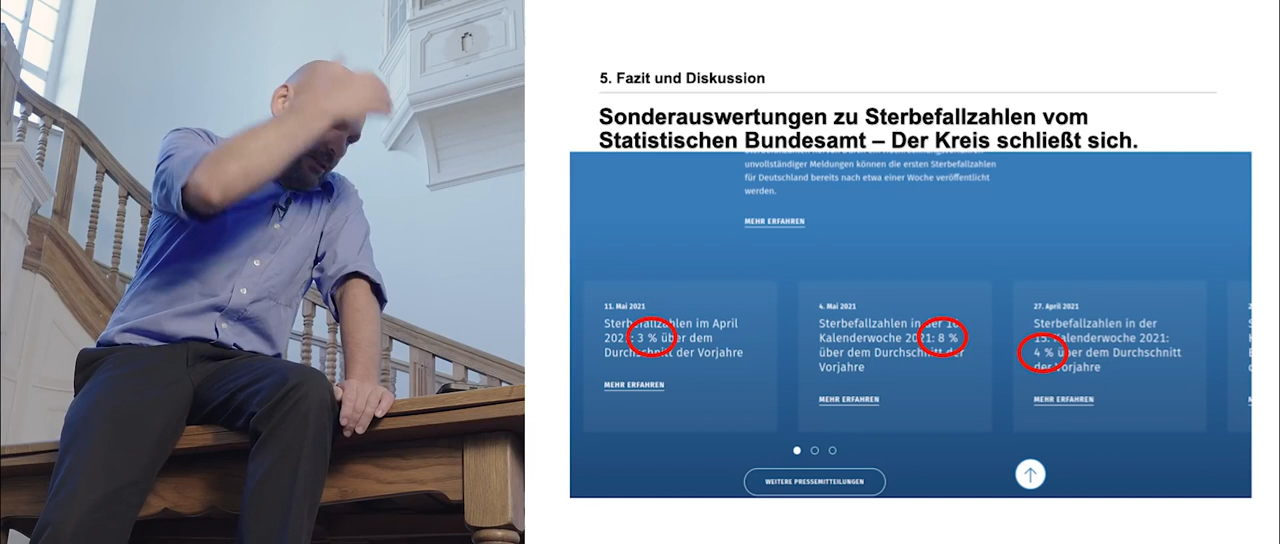 5. Fazit und Diskussion
Sonderauswertungen zu Sterbefallzahlen vom
Statistischen Bundesamt – Der Kreis schließt sich.
unvollständiger Meldungen können die ersten Sterbefallzahlen
für Deutschland bereits nach etwa einer Woche veröffentlicht
werden.
MEHR ERFAHREN
11. Mai 2021
Sterbefallzahlen im April
2021: 3 % über dem
Durchschnitt der Vorjahre
MEHR ERFAHREN
4. Mai 2021
Sterbefallzahlen in der 16.
Kalenderwoche 2021: 8 %
über dem Durchschnitt der
Vorjahre
MEHR ERFAHREN
27. April 2021
Sterbefallzahlen in der
15. Kalenderwoche 2021:
4 % über dem Durchschnitt
der Vorjahre
MEHR ERFAHREN
WEITERE PRESSEMITTEILUNGEN